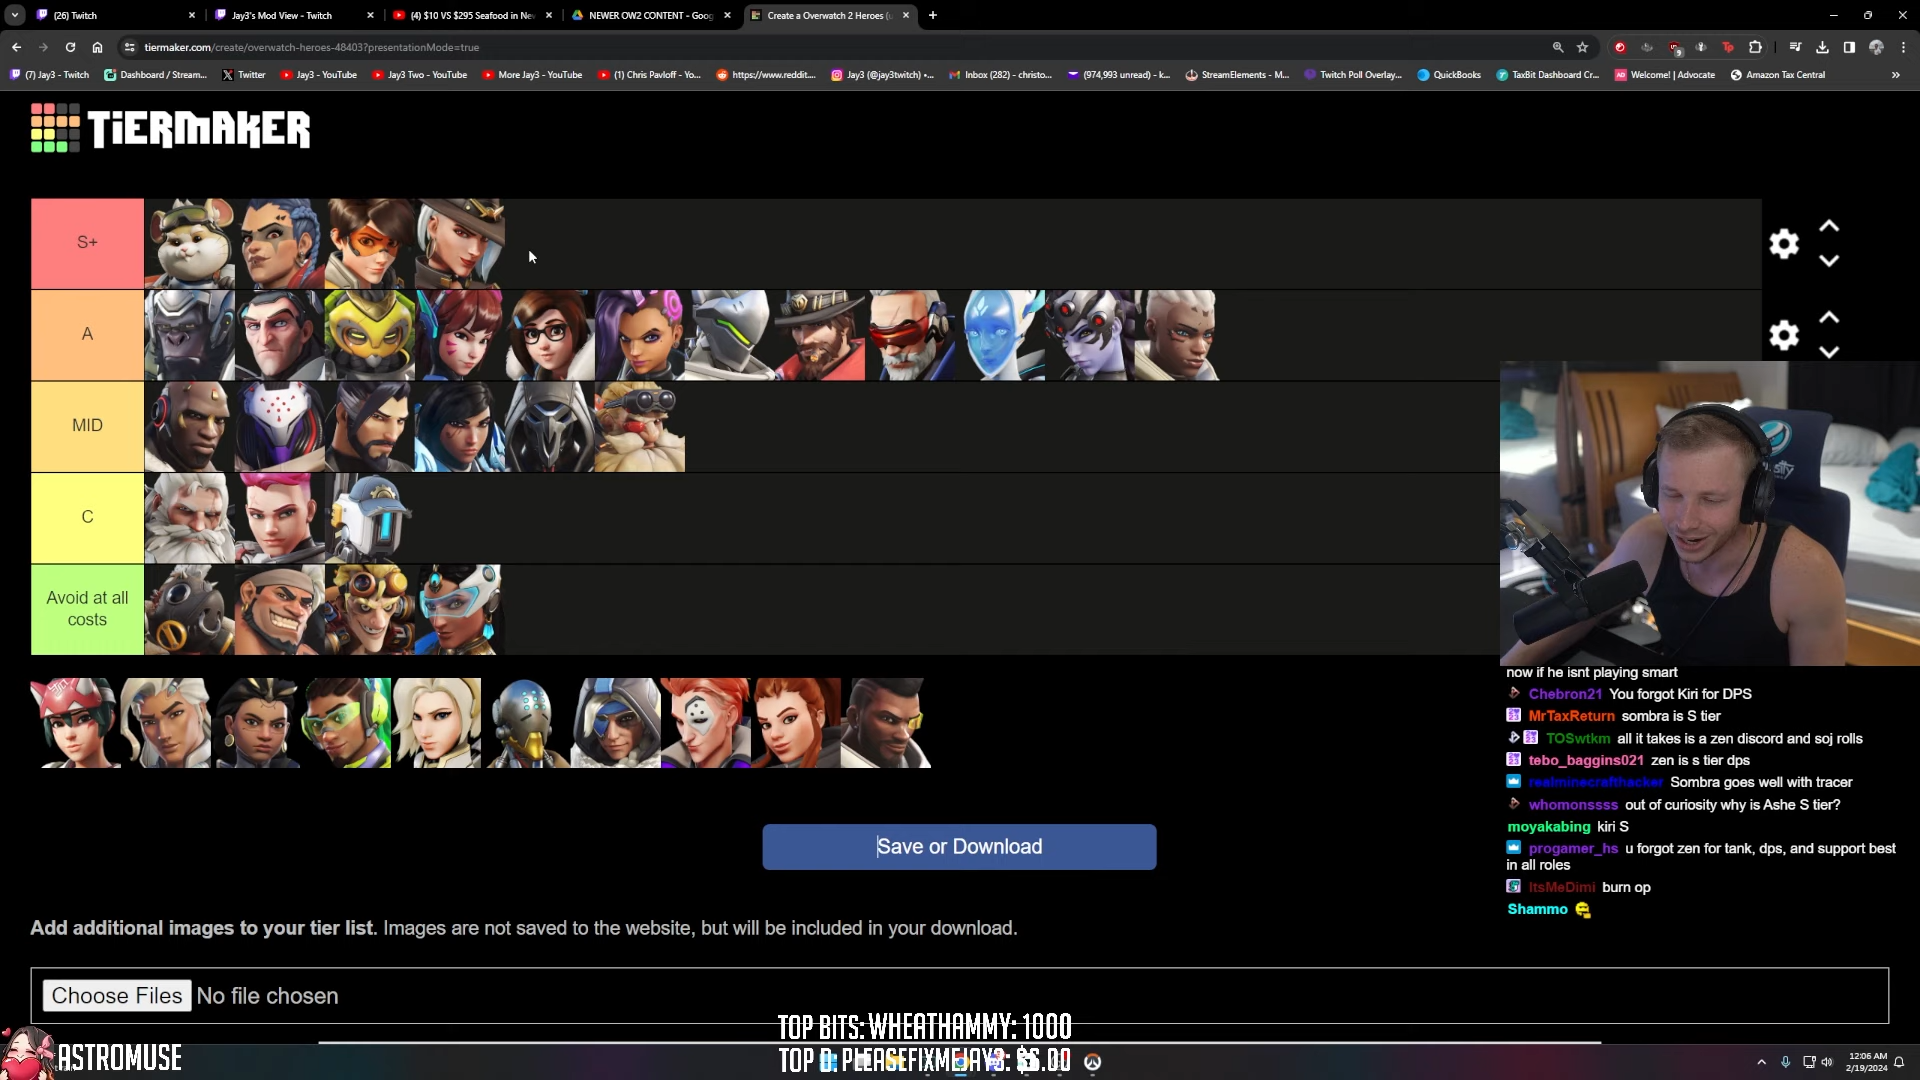 (26) Twitch
Jay3's Mod View - Twitch
(4) $10 VS $295 Seafood in Nev
NEWER OW2 CONTENT - Goog
Create a Overwatch 2 Heroes (u
tiermaker.com/create/overwatch-heroes-48403?presentationMode=true
(7) Jay3 - Twitch
Dashboard / Stream...
Twitter
Jay3 - YouTube
Jay3 Two - YouTube
More Jay3 - YouTube
(1) Chris Pavloff - Yo...
https://www.reddit....
Jay3 (@jay3twitch) •...
Inbox (282) - christo...
(974,993 unread) - k...
StreamElements - M...
Twitch Poll Overlay...
QuickBooks
TaxBit Dashboard Cr...
Welcome! | Advocate
Amazon Tax Central
TiERMAKER
S+
A
MID
C
Avoid at all
costs
now if he isnt playing smart
Chebron21 You forgot Kiri for DPS
MrTaxReturn sombra is S tier
TOSwtkm all it takes is a zen discord and soj rolls
tebo_baggins021 zen is s tier dps
realminecrafthacker Sombra goes well with tracer
whomonssss out of curiosity why is Ashe S tier?
moyakabing kiri S
progamer_hs u forgot zen for tank, dps, and support best
in all roles
ItsMeDimi burn op
Shammo
Save or Download
Add additional images to your tier list. Images are not saved to the website, but will be included in your download.
Choose Files No file chosen
TOP BITS: WHEATHAMMY: 1000
TOP D: PLEASEFIXMEJAY3: $5.00
ASTROMUSE
12:06 AM
2/19/2024